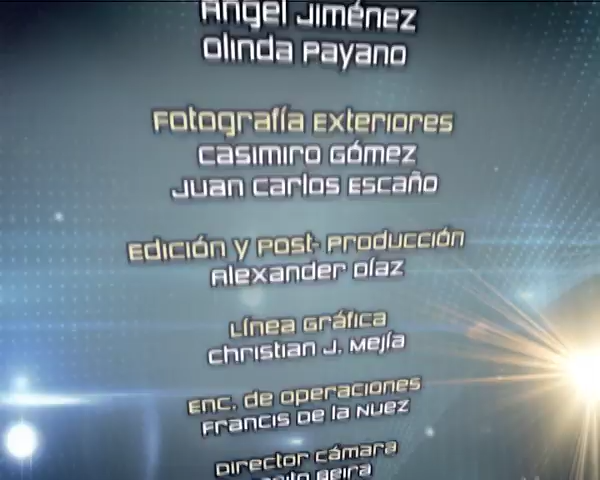 Ángel Jiménez
Olinda Payano
Fotografía Exteriores
Casimiro Gómez
Juan Carlos Escaño
Edición y Post- Producción
Alexander Díaz
Línea Gráfica
Christian J. Mejía
Enc. de Operaciones
Francis De la Nuez
Director Cámara